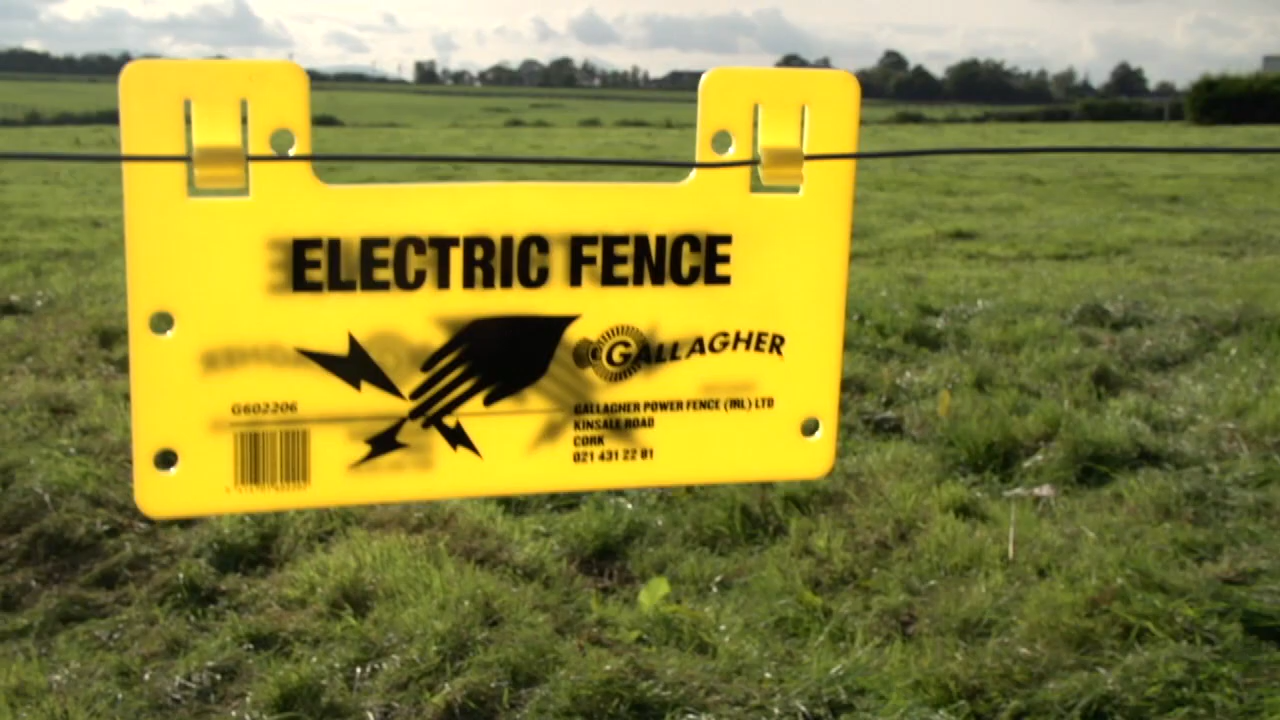 ELECTRIC FENCE
GALLAGHER
G602206
GALLAGHER POWER FENCE (IRL) LTD
KINSALE ROAD
CORK
021 431 22 81